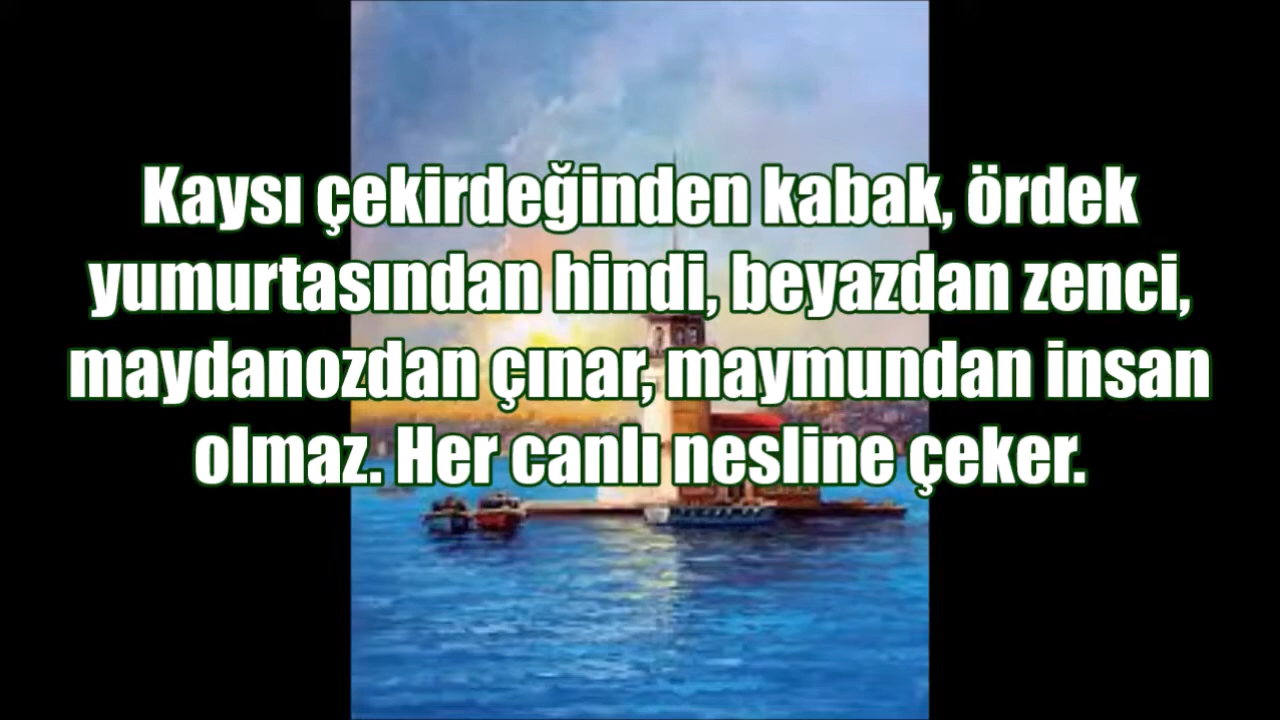 Kaysı çekirdeğinden kabak, ördek
yumurtasından hindi, beyazdan zenci,
maydanozdan çınar, maymundan insan
olmaz. Her canlı nesline çeker.